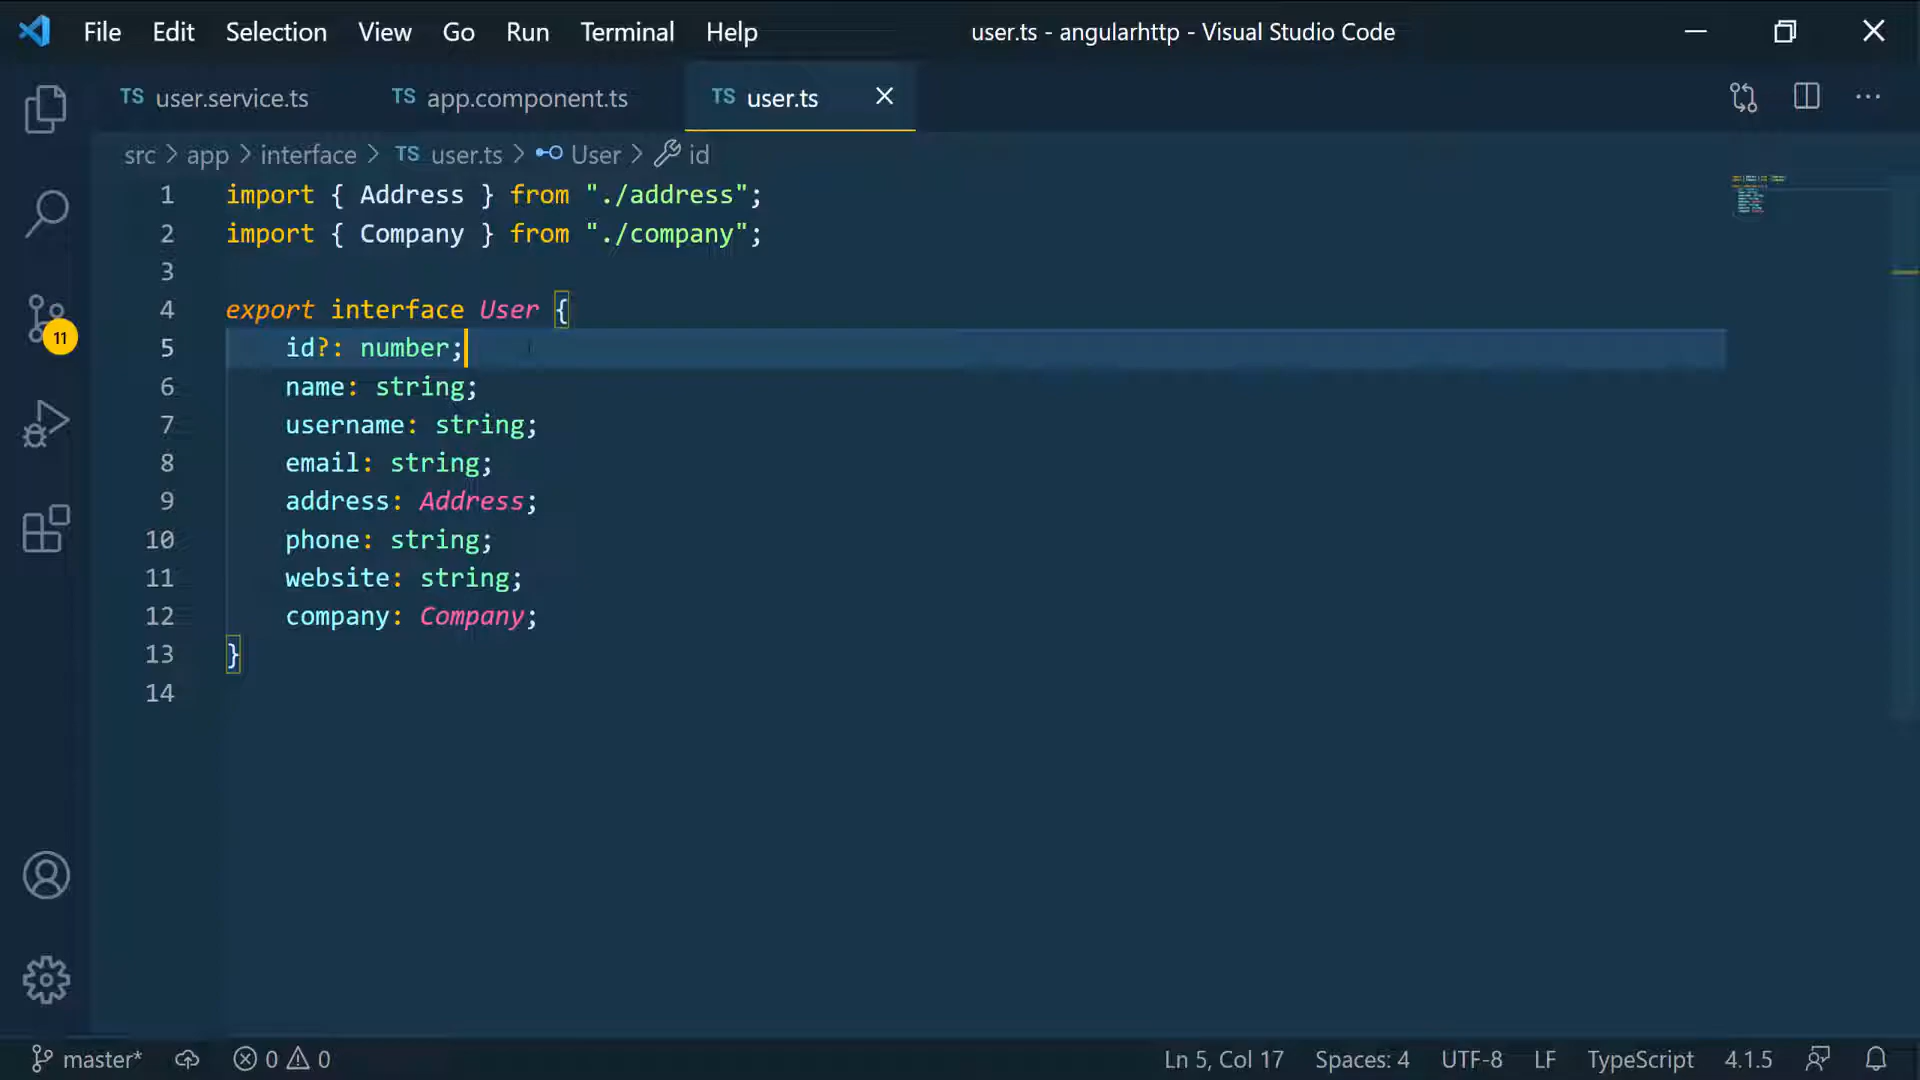 File Edit Selection View Go Run Terminal Help user.ts - angularhttp - Visual Studio Code
TS user.service.ts TS app.component.ts TS user.ts
src > app > interface > TS user.ts > User > id
1 import { Address } from "./address";
2 import { Company } from "./company";
3
4 export interface User {
5 id?: number;
6 name: string;
7 username: string;
8 email: string;
9 address: Address;
10 phone: string;
11 website: string;
12 company: Company;
13 }
14
11
master* 0 0 Ln 5, Col 17 Spaces: 4 UTF-8 LF TypeScript 4.1.5